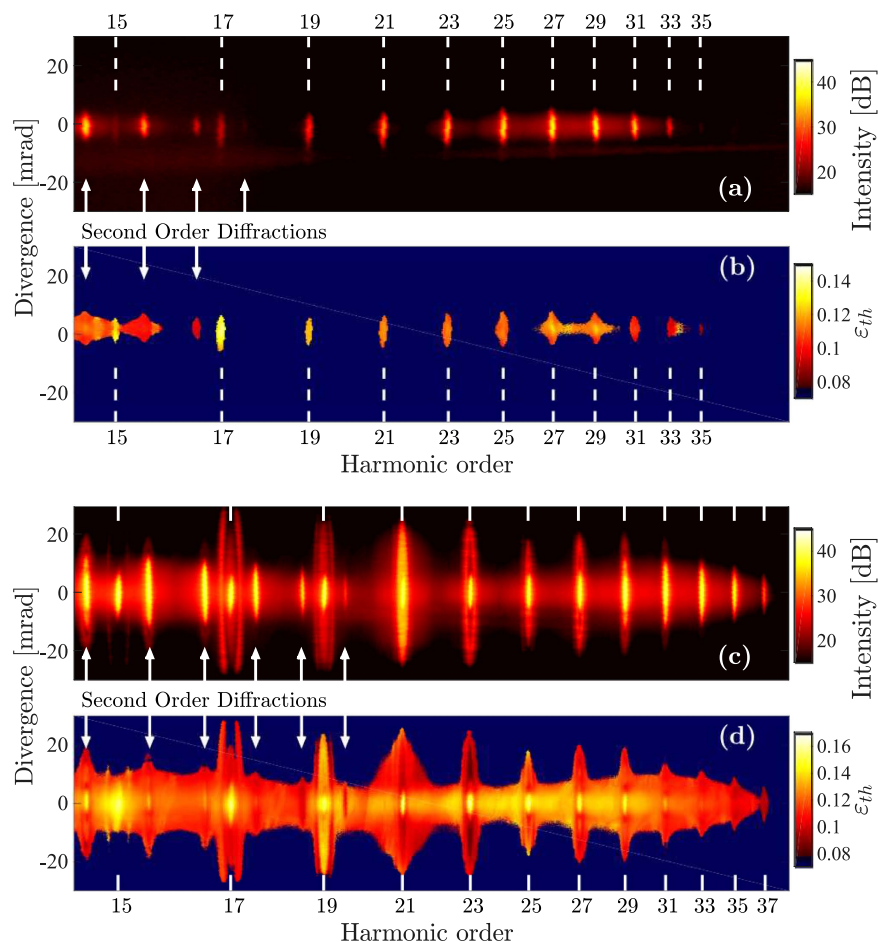 15 17 19 21 23 25 27 29 31 33 35
20
0
-20
Divergence [mrad]
(a)
40
30
20
Intensity [dB]
Second Order Diffractions
20
0
-20
(b)
0.14
0.12
0.1
0.08
εth
15 17 19 21 23 25 27 29 31 33 35
Harmonic order
20
0
-20
Divergence [mrad]
(c)
40
30
20
Intensity [dB]
Second Order Diffractions
20
0
-20
(d)
0.16
0.14
0.12
0.1
0.08
εth
15 17 19 21 23 25 27 29 31 33 35 37
Harmonic order